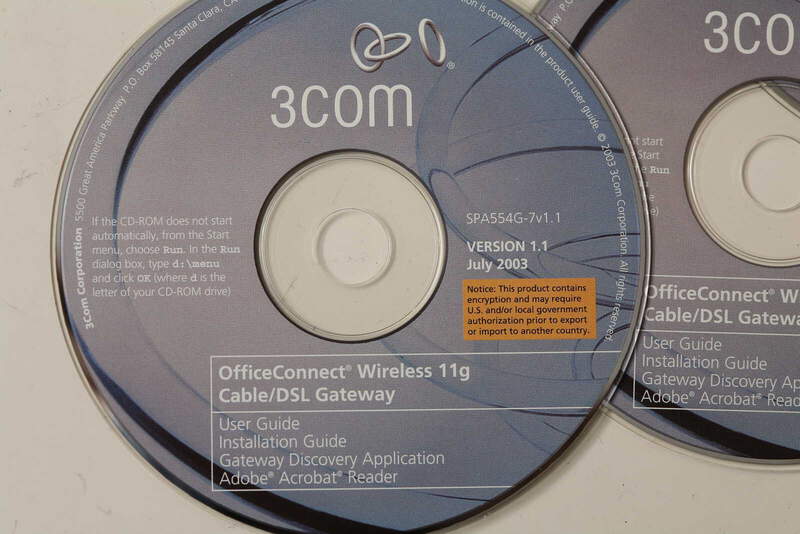 3Com Corporation 5500 Great America Parkway P.O. Box 58145 Santa Clara, CA
tion is contained in the product user guide. © 2003 3Com Corporation. All rights reserved.
3com
®
If the CD-ROM does not start
automatically, from the Start
menu, choose Run. In the Run
dialog box, type d:\menu
and click OK (where d is the
letter of your CD-ROM drive)
SPA554G-7v1.1
VERSION 1.1
July 2003
Notice: This product contains
encryption and may require
U.S. and/or local government
authorization prior to export
or import to another country.
OfficeConnect® Wireless 11g
Cable/DSL Gateway
User Guide
Installation Guide
Gateway Discovery Application
Adobe® Acrobat® Reader
3co
way P.O.
not start
Start
Run
OfficeConnect® W
Cable/DSL Gatewa
User Guide
Installation Guide
Gateway Discovery Ap
Adobe® Acrobat® Read